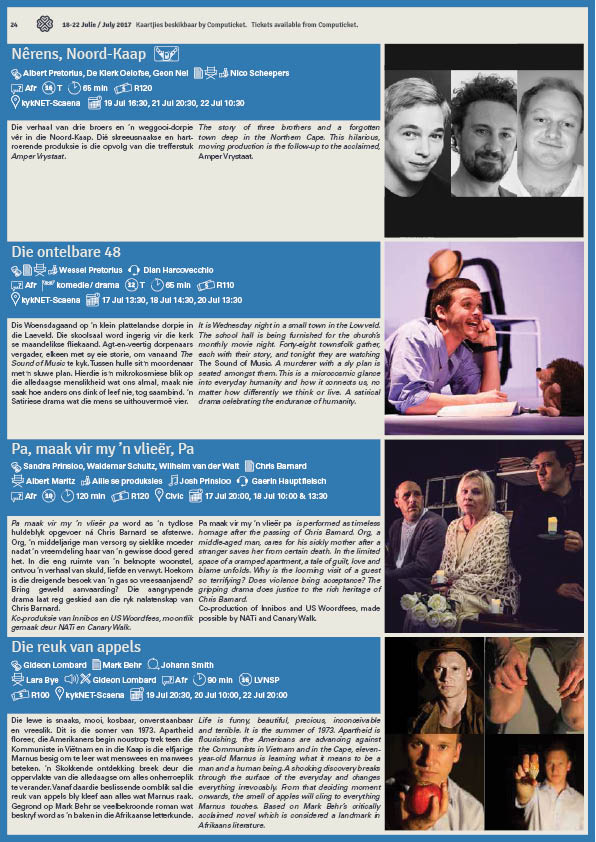 24 18-22 Julie / July 2017 Kaartjies beskikbaar by Computicket. Tickets available from Computicket.
Nêrens, Noord-Kaap
Albert Pretorius, De Klerk Oelofse, Geon Nel Nico Scheepers
Afr T 65 min R120
kykNET-Scaena 19 Jul 16:30, 21 Jul 20:30, 22 Jul 10:30
Die verhaal van drie broers en 'n weggooi-dorpie
vêr in die Noord-Kaap. Dié skreeusnaakse en hart-
roerende produksie is die opvolg van die trefferstuk
Amper Vrystaat.
The story of three brothers and a forgotten
town deep in the Northern Cape. This hilarious,
moving production is the follow-up to the acclaimed,
Amper Vrystaat.
Die ontelbare 48
Wessel Pretorius Dian Harcovecchio
Afr komedie / drama T 65 min R110
kykNET-Scaena 17 Jul 13:30, 18 Jul 14:30, 20 Jul 13:30
Dis Woensdagaand op 'n klein plattelandse dorpie in
die Laeveld. Die skoolsaal word ingerig vir die kerk
se maandelikse fliekaand. Agt-en-veertig dorpenaars
vergader, elkeen met sy eie storie, om vanaand The
Sound of Music te kyk. Tussen hulle sit 'n moordenaar
met 'n sluwe plan. Hierdie is 'n mikrokosmiese blik op
die alledaagse menslikheid wat ons almal, maak nie
saak hoe anders ons dink of leef nie, tog saambind. 'n
Satiriese drama wat die mens se uithouvermoë vier.
It is Wednesday night in a small town in the Lowveld.
The school hall is being furnished for the church's
monthly movie night. Forty-eight townsfolk gather,
each with their story, and tonight they are watching
The Sound of Music. A murderer with a sly plan is
seated amongst them. This is a microcosmic glance
into everyday humanity and how it connects us, no
matter how differently we think or live. A satirical
drama celebrating the endurance of humanity.
Pa, maak vir my 'n vlieër, Pa
Sandra Prinsloo, Waldemar Schultz, Wilhelm van der Walt Chris Barnard
Albert Maritz Allie se produksies Josh Prinsloo Gaerin Hauptfleisch
Afr 120 min R120 Civic 17 Jul 20:00, 18 Jul 10:00 & 13:30
Pa maak vir my 'n vlieër pa word as 'n tydlose
huldeblyk opgevoer ná Chris Barnard se afsterwe.
Org, 'n middeljarige man versorg sy sieklike moeder
nadat 'n vreemdeling haar van 'n gewisse dood gered
het. In die eng ruimte van 'n beknopte woonstel,
ontvou 'n verhaal van skuld, liefde en verwyt. Hoekom
is die dreigende besoek van 'n gas so vreesaanjaend?
Bring geweld aanvaarding? Die aangrypende
drama laat reg geskied aan die ryk nalatenskap van
Chris Barnard.
Ko-produksie van Innibos en US Woordfees, moontlik
gemaak deur NATi en Canary Walk.
Pa maak vir my 'n vlieër pa is performed as timeless
homage after the passing of Chris Barnard. Org, a
middle-aged man, cares for his sickly mother after a
stranger saves her from certain death. In the limited
space of a cramped apartment, a tale of guilt, love and
blame unfolds. Why is the looming visit of a guest
so terrifying? Does violence bring acceptance? The
gripping drama does justice to the rich heritage of
Chris Barnard.
Co-production of Innibos and US Woordfees, made
possible by NATi and Canary Walk.
Die reuk van appels
Gideon Lombard Mark Behr Johann Smith
Lara Bye Gideon Lombard Afr 90 min LVNSP
R100 kykNET-Scaena 19 Jul 20:30, 20 Jul 10:00, 22 Jul 20:00
Die lewe is snaaks, mooi, kosbaar, onverstaanbaar
en vreeslik. Dit is die somer van 1973. Apartheid
floreer, die Amerikaners begin noustrop trek teen die
Kommuniste in Viëtnam en in die Kaap is die elfjarige
Marnus besig om te leer wat menswees en manwees
beteken. 'n Skokkende ontdekking breek deur die
oppervlakte van die alledaagse om alles onherroeplik
te verander. Vanaf daardie beslissende oomblik sal die
reuk van appels bly kleef aan alles wat Marnus raak.
Gegrond op Mark Behr se veelbekroonde roman wat
beskryf word as 'n baken in die Afrikaanse letterkunde.
Life is funny, beautiful, precious, inconceivable
and terrible. It is the summer of 1973. Apartheid is
flourishing, the Americans are advancing against
the Communists in Vietnam and in the Cape, eleven-
year-old Marnus is learning what it means to be a
man and a human being. A shocking discovery breaks
through the surface of the everyday and changes
everything irrevocably. From that deciding moment
onwards, the smell of apples will cling to everything
Marnus touches. Based on Mark Behr's critically
acclaimed novel which is considered a landmark in
Afrikaans literature.